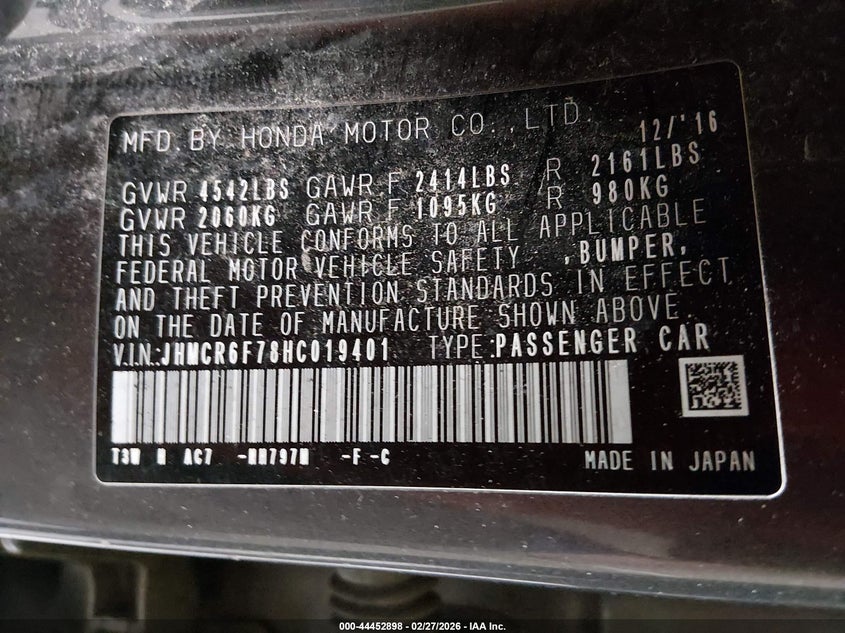 MFD. BY HONDA MOTOR CO., LTD. 12/'16
GVWR 4542LBS GAWR F 2414LBS R 2161LBS
GVWR 2060KG GAWR F 1095KG R 980KG
THIS VEHICLE CONFORMS TO ALL APPLICABLE
FEDERAL MOTOR VEHICLE SAFETY ,BUMPER,
AND THEFT PREVENTION STANDARDS IN EFFECT
ON THE DATE OF MANUFACTURE SHOWN ABOVE.
V.I.N.:JHMCR6F78HC019401 TYPE:PASSENGER CAR
AC7 -F -C MADE IN JAPAN
000-44452898 - 02/27/2026 - IAA Inc.